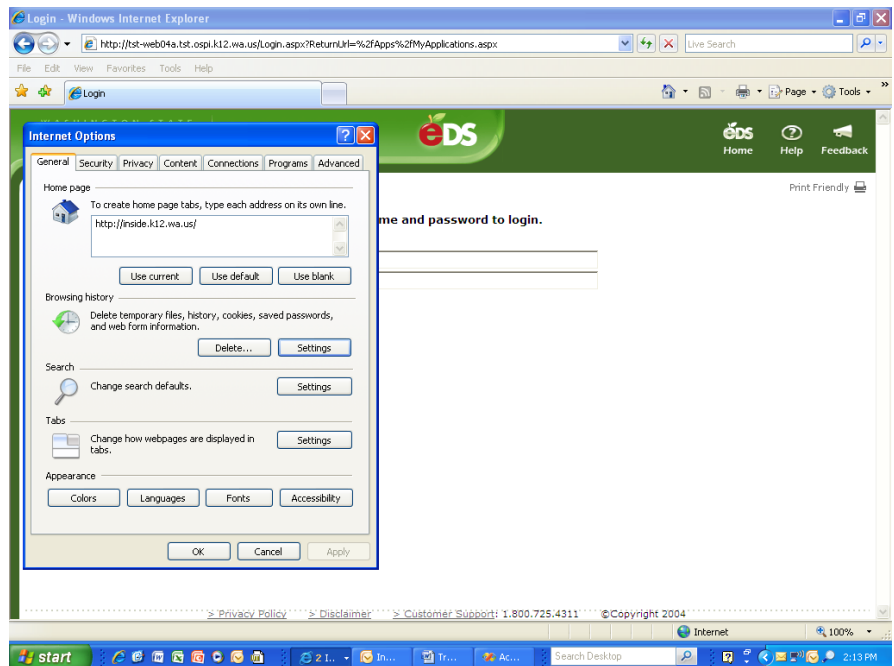 Login - Windows Internet Explorer
http://tst-web04a.tst.ospi.k12.wa.us/Login.aspx?ReturnUrl=%2fApps%2fMyApplications.aspx
Live Search
File Edit View Favorites Tools Help
Login
Page Tools »
Internet Options
eDS
eDS
Home Help Feedback
General Security Privacy Content Connections Programs Advanced
Print Friendly
Home page
To create home page tabs, type each address on its own line.
http://inside.k12.wa.us/
me and password to login.
Use current Use default Use blank
Browsing history
Delete temporary files, history, cookies, saved passwords,
and web form information.
Delete... Settings
Search
Change search defaults. Settings
Tabs
Change how webpages are displayed in
tabs.
Settings
Appearance
Colors Languages Fonts Accessibility
OK Cancel Apply
> Privacy Policy > Disclaimer > Customer Support: 1.800.725.4311 ©Copyright 2004
Internet 100%
start 2 I... In... Tr... Ac... Search Desktop 2:13 PM